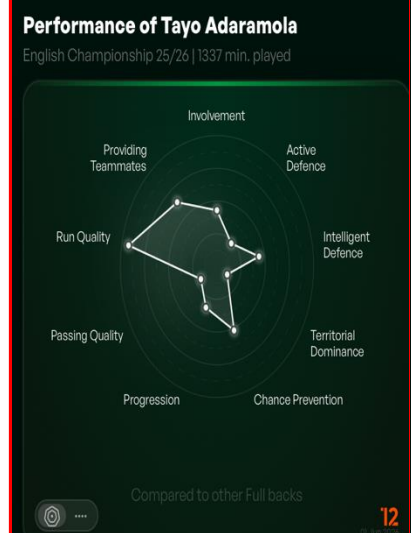 Performance of Tayo Adaramola
English Championship 25/26 | 1337 min. played
Involvement
Providing
Teammates
Active
Defence
Run Quality
Intelligent
Defence
Passing Quality
Territorial
Dominance
Progression
Chance Prevention
Compared to other Full backs
'12